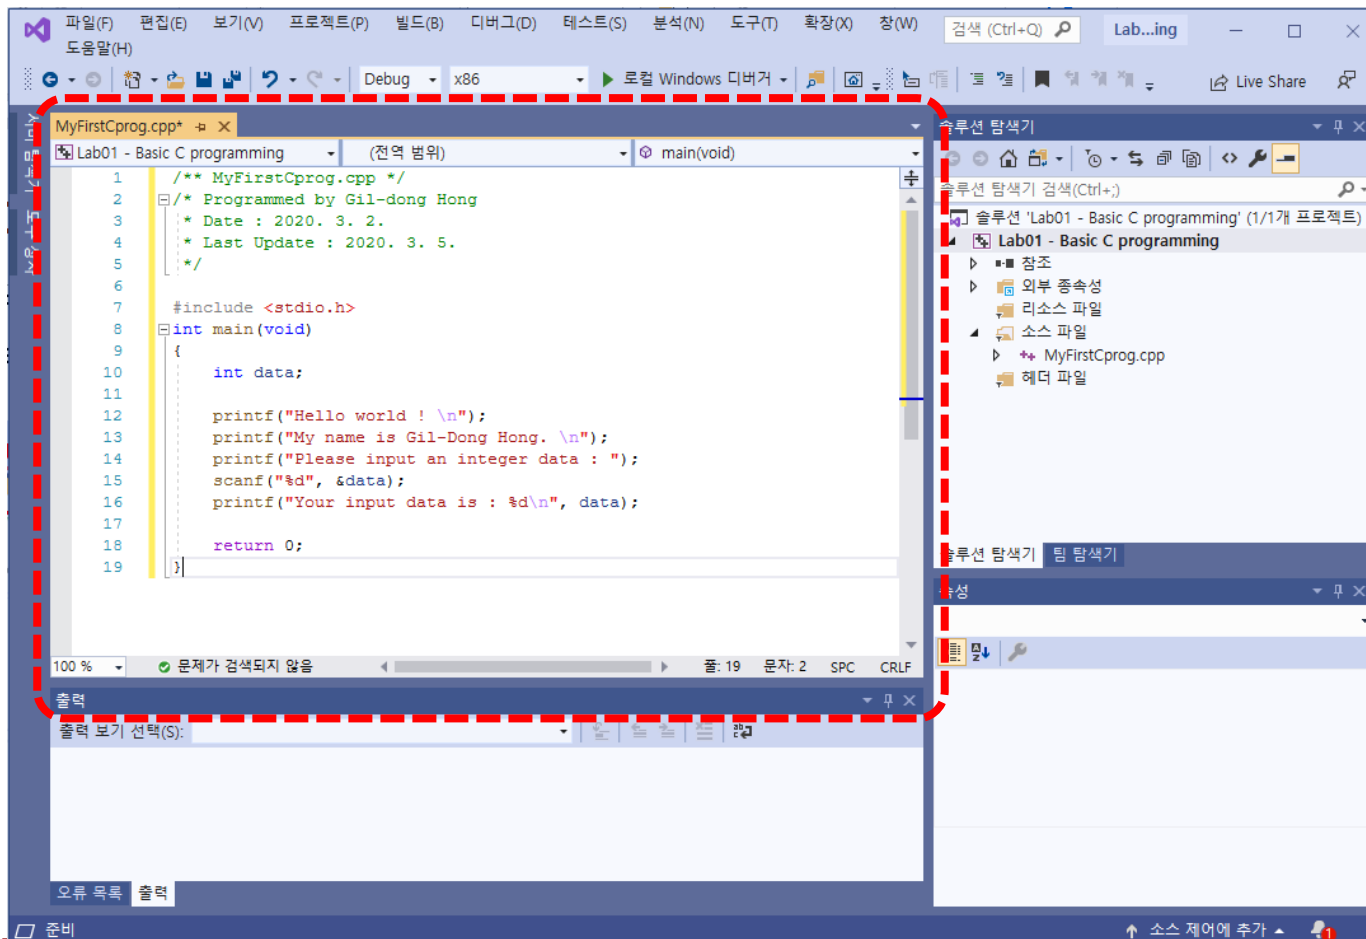 파일(F) 편집(E) 보기(V) 프로젝트(P) 빌드(B) 디버그(D) 테스트(S) 분석(N) 도구(T) 확장(X) 창(W) 검색 (Ctrl+Q) Lab...ing
도움말(H)
Debug x86 로컬 Windows 디버거 Live Share
MyFirstCprog.cpp*
Lab01 - Basic C programming (전역 범위) main(void)
1 /** MyFirstCprog.cpp */
2 /* Programmed by Gil-dong Hong
3 * Date : 2020. 3. 2.
4 * Last Update : 2020. 3. 5.
5 */
6
7 #include <stdio.h>
8 int main(void)
9 {
10 int data;
11
12 printf("Hello world ! \n");
13 printf("My name is Gil-Dong Hong. \n");
14 printf("Please input an integer data : ");
15 scanf("%d", &data);
16 printf("Your input data is : %d\n", data);
17
18 return 0;
19 }
100 % 문제가 검색되지 않음 줄: 19 문자: 2 SPC CRLF
출력
출력 보기 선택(S):
오류 목록 출력
솔루션 탐색기
솔루션 탐색기 검색(Ctrl+;)
솔루션 'Lab01 - Basic C programming' (1/1개 프로젝트)
Lab01 - Basic C programming
참조
외부 종속성
리소스 파일
소스 파일
MyFirstCprog.cpp
헤더 파일
솔루션 탐색기 팀 탐색기
속성
준비 소스 제어에 추가 1